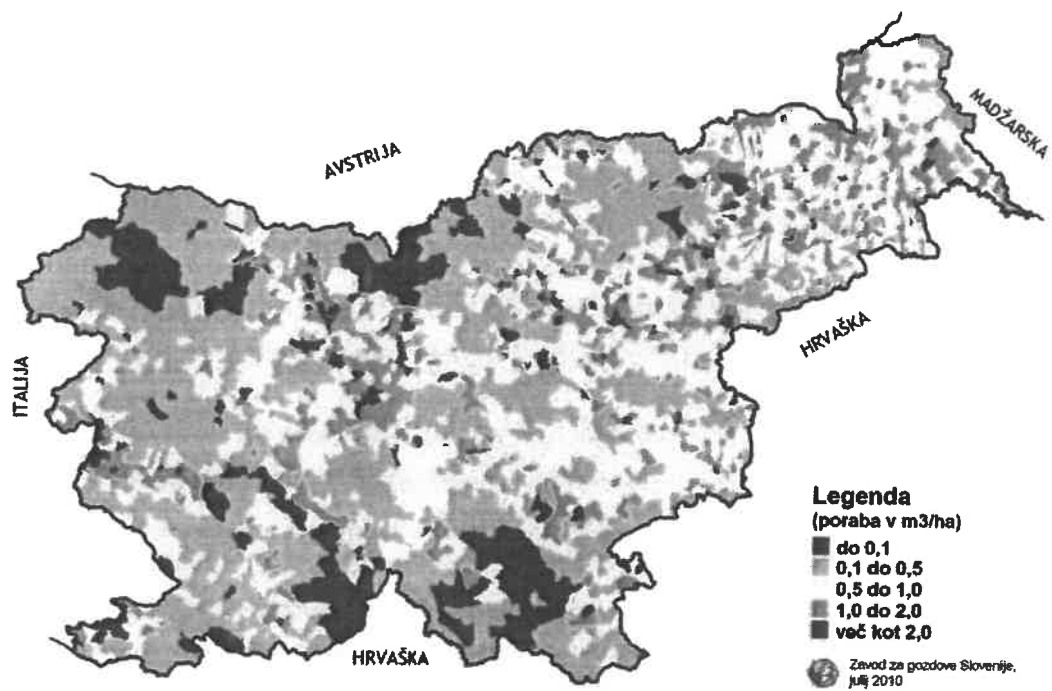 AVSTRIJA
MADŽARSKA
HRVAŠKA
ITALIJA
HRVAŠKA
Legenda
(poraba v m3/ha)
do 0,1
0,1 do 0,5
0,5 do 1,0
1,0 do 2,0
več kot 2,0
Zavod za gozdove Slovenije,
julij 2010